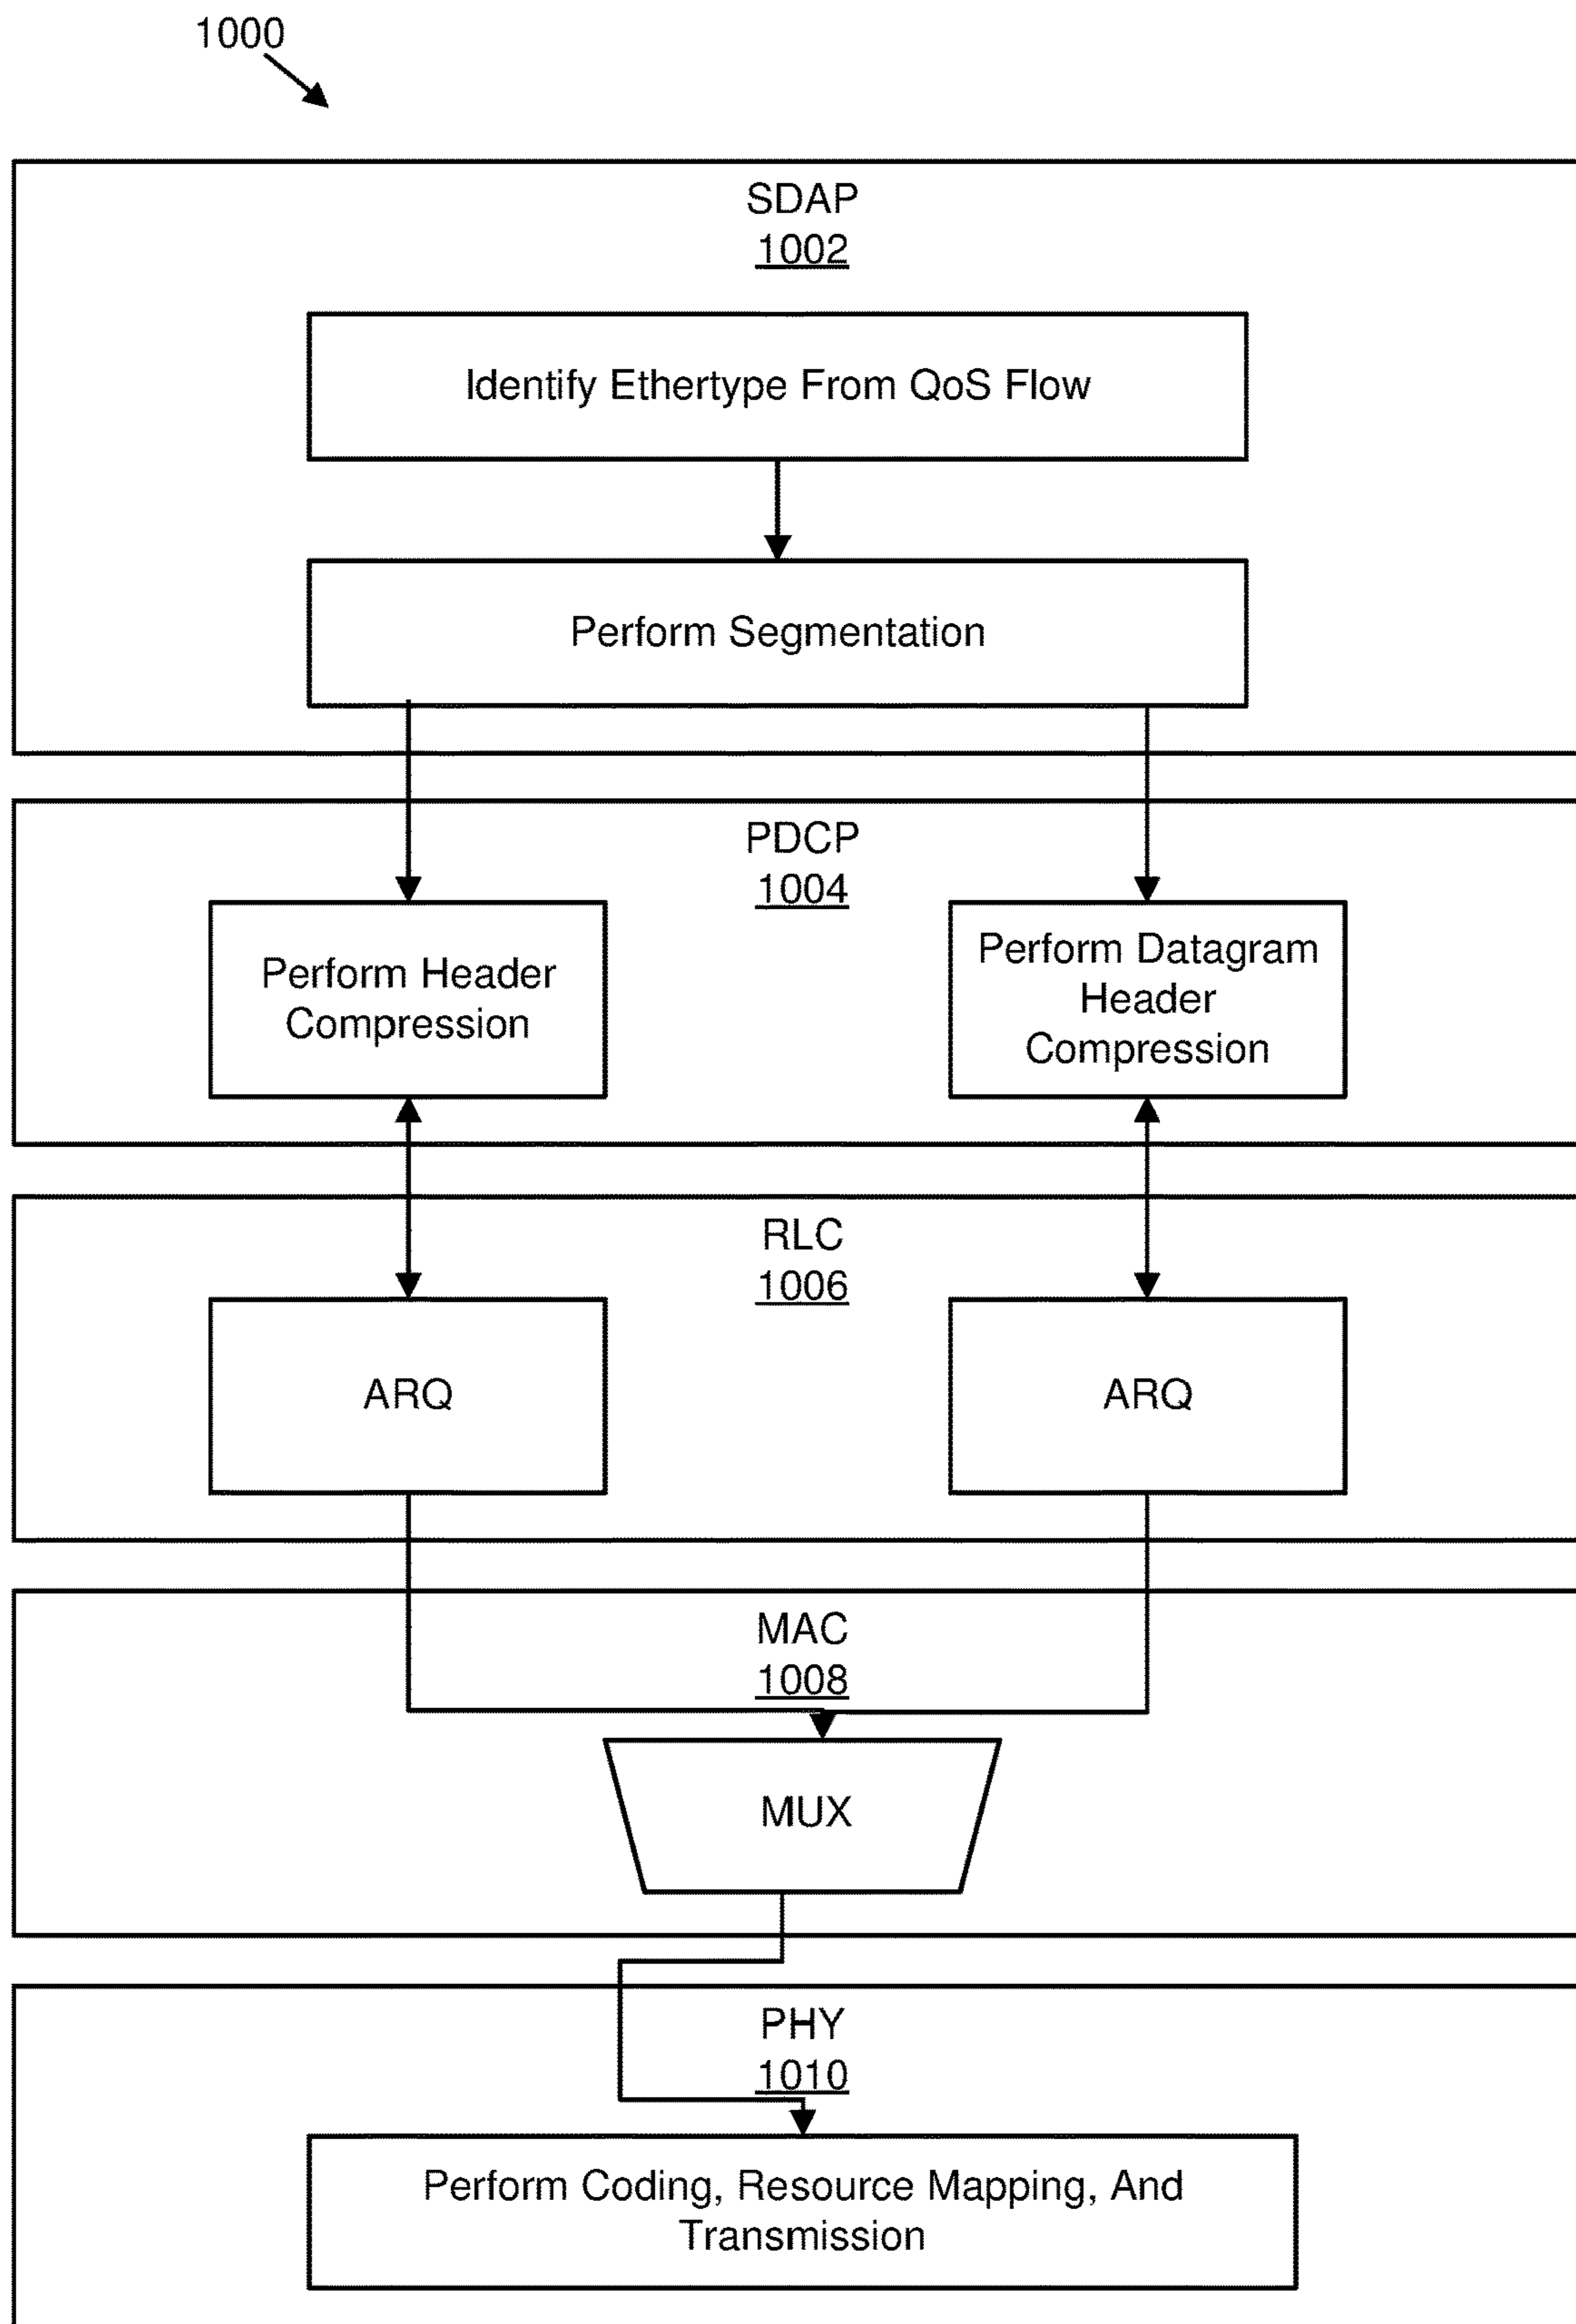 1000
SDAP
1002
Identify Ethertype From QoS Flow
Perform Segmentation
PDCP
1004
Perform Header
Compression
Perform Datagram
Header
Compression
RLC
1006
ARQ
ARQ
MAC
1008
MUX
PHY
1010
Perform Coding, Resource Mapping, And
Transmission